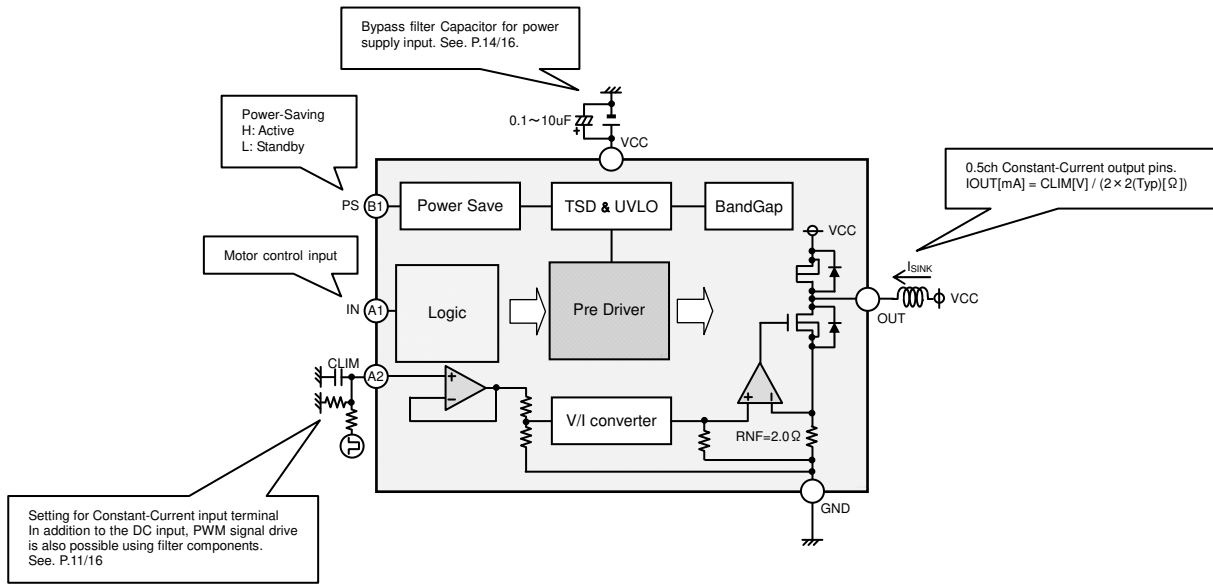 Bypass filter Capacitor for power
supply input. See. P.14/16.
Power-Saving
H: Active
L: Standby
0.1～10uF
+
VCC
0.5ch Constant-Current output pins.
IOUT[mA] = CLIM[V] / (2×2(Typ)[Ω])
PS
B1
Power Save
TSD & UVLO
BandGap
VCC
Motor control input
ISINK
VCC
IN
A1
Logic
Pre Driver
OUT
CLIM
A2
+
-
V/I converter
+
-
RNF=2.0Ω
GND
Setting for Constant-Current input terminal
In addition to the DC input, PWM signal drive
is also possible using filter components.
See. P.11/16